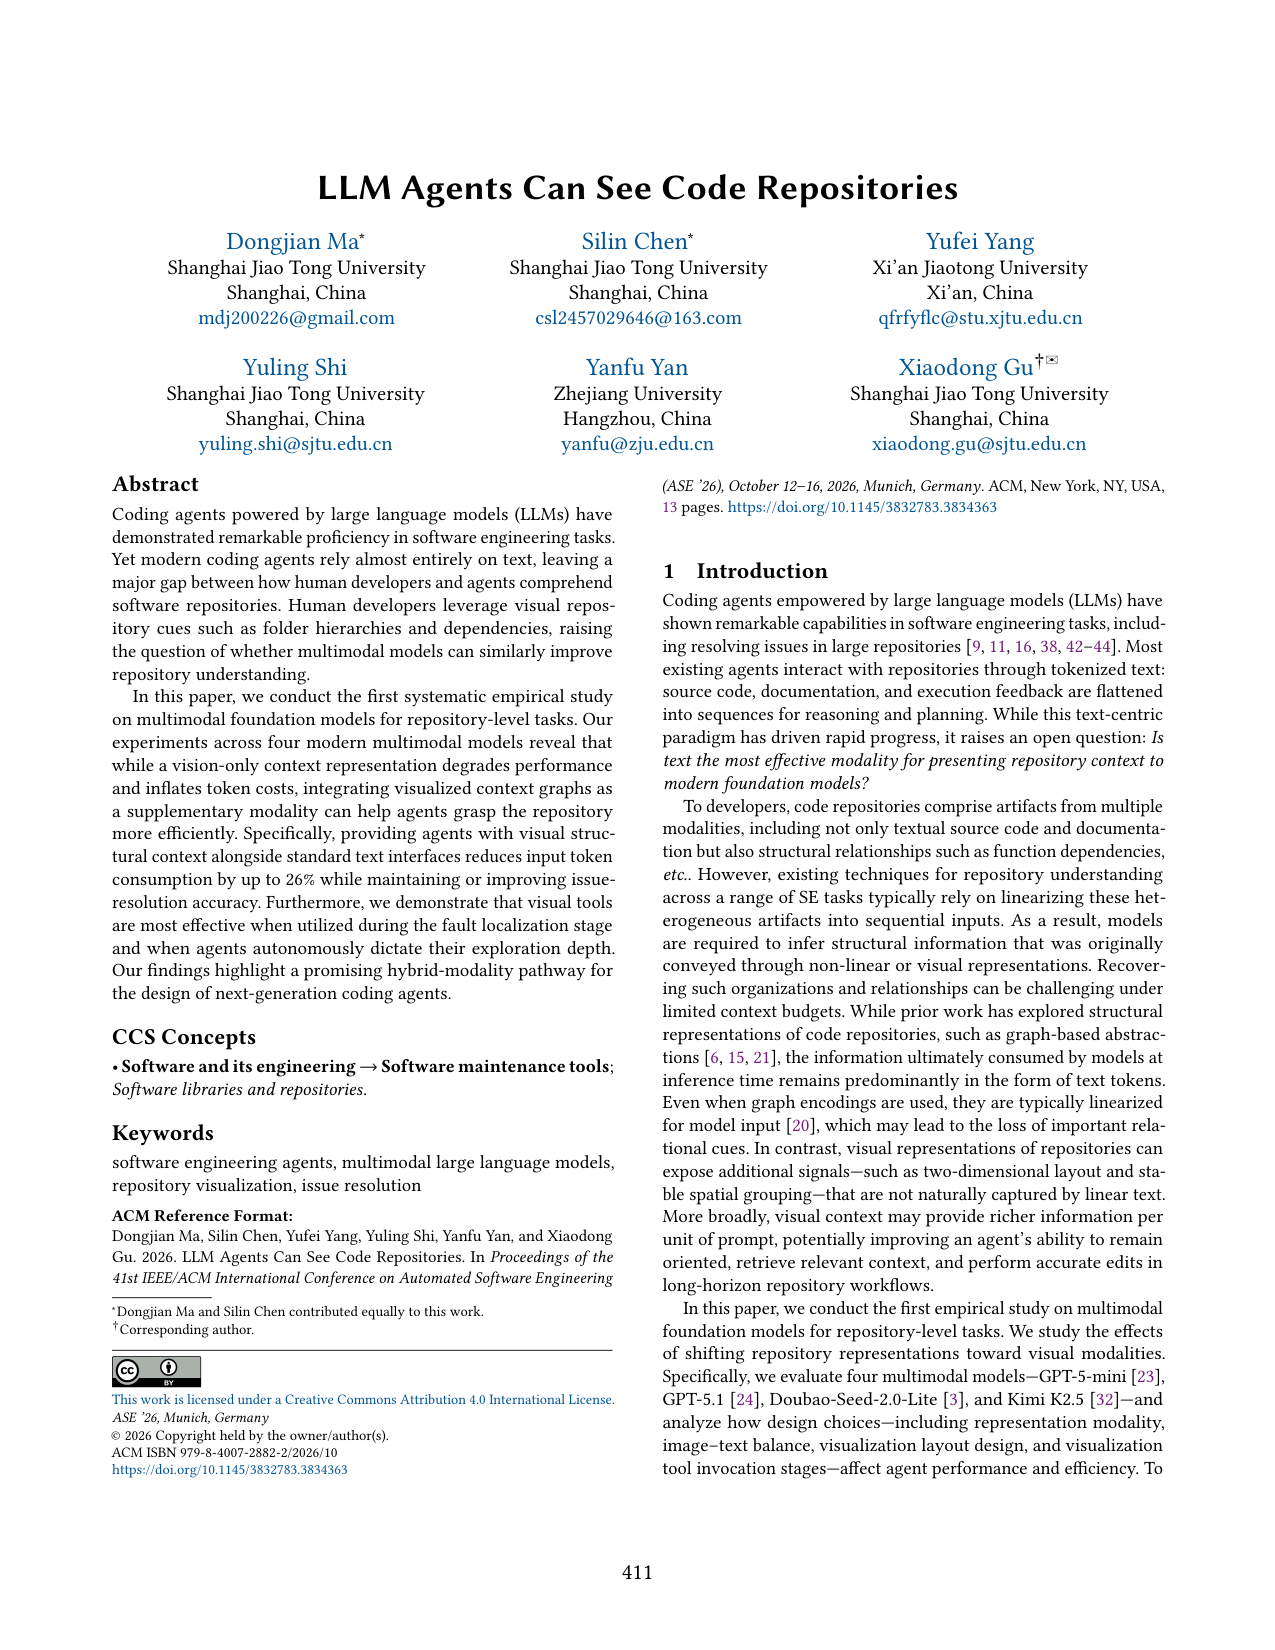 LLM Agents Can See Code Repositories
Dongjian Ma*
Shanghai Jiao Tong University
Shanghai, China
mdj200226@gmail.com
Silin Chen*
Shanghai Jiao Tong University
Shanghai, China
csl2457029646@163.com
Yufei Yang
Xi'an Jiaotong University
Xi'an, China
qfrfyflc@stu.xjtu.edu.cn
Yuling Shi
Shanghai Jiao Tong University
Shanghai, China
yuling.shi@sjtu.edu.cn
Yanfu Yan
Zhejiang University
Hangzhou, China
yanfu@zju.edu.cn
Xiaodong Gu†✉
Shanghai Jiao Tong University
Shanghai, China
xiaodong.gu@sjtu.edu.cn
Abstract
Coding agents powered by large language models (LLMs) have
demonstrated remarkable proficiency in software engineering tasks.
Yet modern coding agents rely almost entirely on text, leaving a
major gap between how human developers and agents comprehend
software repositories. Human developers leverage visual repos-
itory cues such as folder hierarchies and dependencies, raising
the question of whether multimodal models can similarly improve
repository understanding.
In this paper, we conduct the first systematic empirical study
on multimodal foundation models for repository-level tasks. Our
experiments across four modern multimodal models reveal that
while a vision-only context representation degrades performance
and inflates token costs, integrating visualized context graphs as
a supplementary modality can help agents grasp the repository
more efficiently. Specifically, providing agents with visual struc-
tural context alongside standard text interfaces reduces input token
consumption by up to 26% while maintaining or improving issue-
resolution accuracy. Furthermore, we demonstrate that visual tools
are most effective when utilized during the fault localization stage
and when agents autonomously dictate their exploration depth.
Our findings highlight a promising hybrid-modality pathway for
the design of next-generation coding agents.
CCS Concepts
• Software and its engineering → Software maintenance tools;
Software libraries and repositories.
Keywords
software engineering agents, multimodal large language models,
repository visualization, issue resolution
ACM Reference Format:
Dongjian Ma, Silin Chen, Yufei Yang, Yuling Shi, Yanfu Yan, and Xiaodong
Gu. 2026. LLM Agents Can See Code Repositories. In Proceedings of the
41st IEEE/ACM International Conference on Automated Software Engineering
*Dongjian Ma and Silin Chen contributed equally to this work.
†Corresponding author.
cc BY
This work is licensed under a Creative Commons Attribution 4.0 International License.
ASE '26, Munich, Germany
© 2026 Copyright held by the owner/author(s).
ACM ISBN 979-8-4007-2882-2/2026/10
https://doi.org/10.1145/3832783.3834363
(ASE '26), October 12–16, 2026, Munich, Germany. ACM, New York, NY, USA,
13 pages. https://doi.org/10.1145/3832783.3834363
1 Introduction
Coding agents empowered by large language models (LLMs) have
shown remarkable capabilities in software engineering tasks, includ-
ing resolving issues in large repositories [9, 11, 16, 38, 42–44]. Most
existing agents interact with repositories through tokenized text:
source code, documentation, and execution feedback are flattened
into sequences for reasoning and planning. While this text-centric
paradigm has driven rapid progress, it raises an open question: Is
text the most effective modality for presenting repository context to
modern foundation models?
To developers, code repositories comprise artifacts from multiple
modalities, including not only textual source code and documenta-
tion but also structural relationships such as function dependencies,
etc.. However, existing techniques for repository understanding
across a range of SE tasks typically rely on linearizing these het-
erogeneous artifacts into sequential inputs. As a result, models
are required to infer structural information that was originally
conveyed through non-linear or visual representations. Recover-
ing such organizations and relationships can be challenging under
limited context budgets. While prior work has explored structural
representations of code repositories, such as graph-based abstrac-
tions [6, 15, 21], the information ultimately consumed by models at
inference time remains predominantly in the form of text tokens.
Even when graph encodings are used, they are typically linearized
for model input [20], which may lead to the loss of important rela-
tional cues. In contrast, visual representations of repositories can
expose additional signals—such as two-dimensional layout and sta-
ble spatial grouping—that are not naturally captured by linear text.
More broadly, visual context may provide richer information per
unit of prompt, potentially improving an agent's ability to remain
oriented, retrieve relevant context, and perform accurate edits in
long-horizon repository workflows.
In this paper, we conduct the first empirical study on multimodal
foundation models for repository-level tasks. We study the effects
of shifting repository representations toward visual modalities.
Specifically, we evaluate four multimodal models—GPT-5-mini [23],
GPT-5.1 [24], Doubao-Seed-2.0-Lite [3], and Kimi K2.5 [32]—and
analyze how design choices—including representation modality,
image–text balance, visualization layout design, and visualization
tool invocation stages—affect agent performance and efficiency. To
411